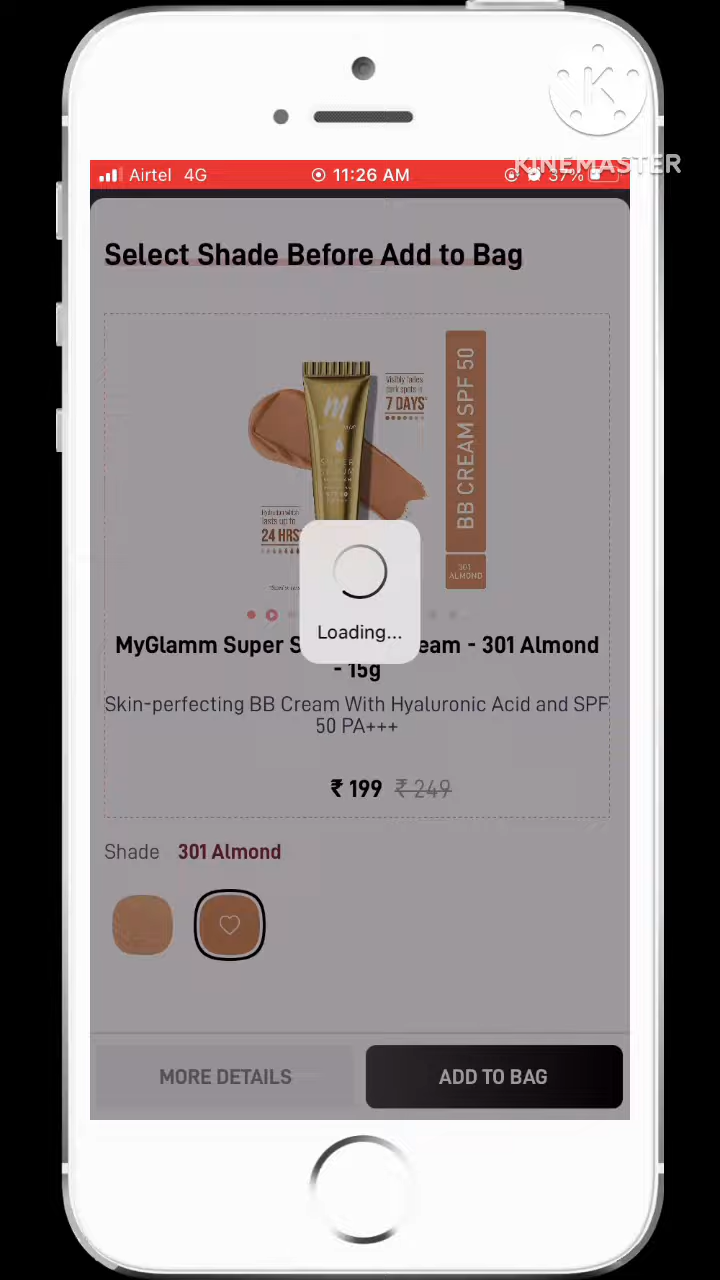 KINEMASTER
Airtel 4G 11:26 AM 37%
Select Shade Before Add to Bag
Visibly fades
dark spots in
7 DAYS*
BB CREAM SPF 50
301
ALMOND
lasts up to
24 HRS
Loading...
MyGlamm Super S eam - 301 Almond
- 15g
Skin-perfecting BB Cream With Hyaluronic Acid and SPF
50 PA+++
₹ 199 ₹ 249
Shade 301 Almond
MORE DETAILS
ADD TO BAG